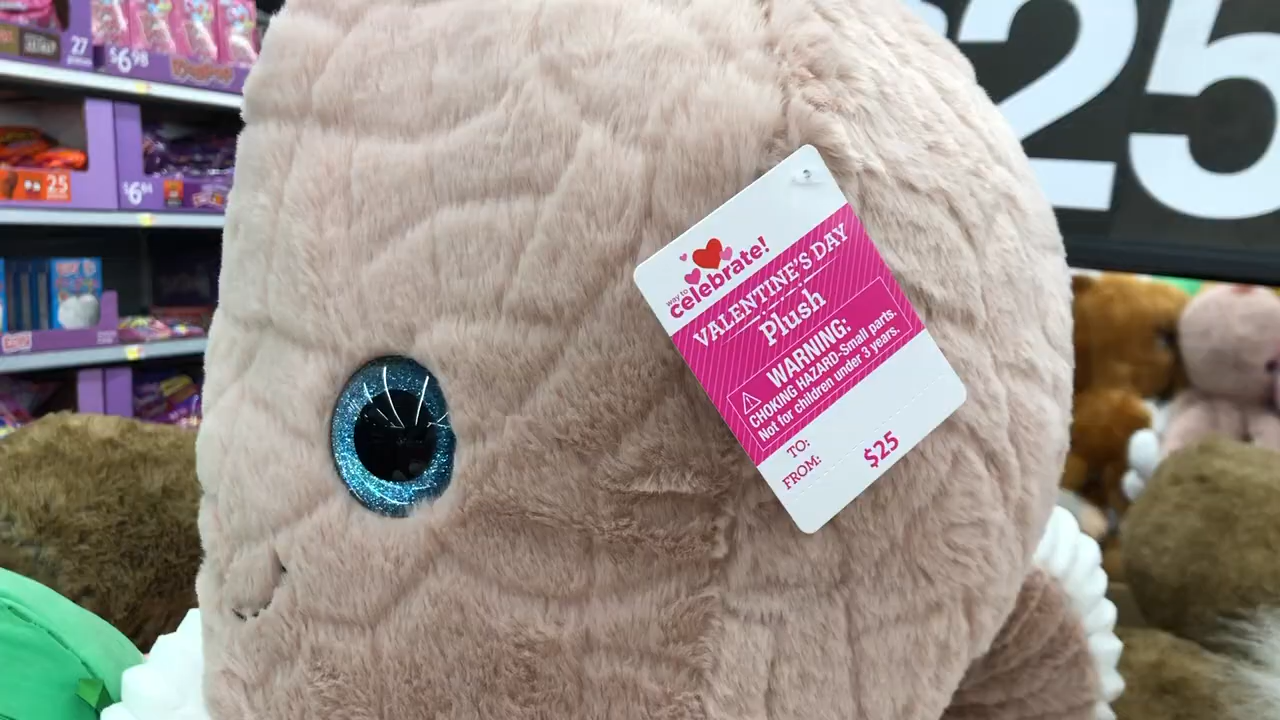 27
$6.98
25
$6.84
25
way to
celebrate!
VALENTINE'S DAY
Plush
WARNING:
CHOKING HAZARD-Small parts.
Not for children under 3 years.
TO:
FROM:
$25